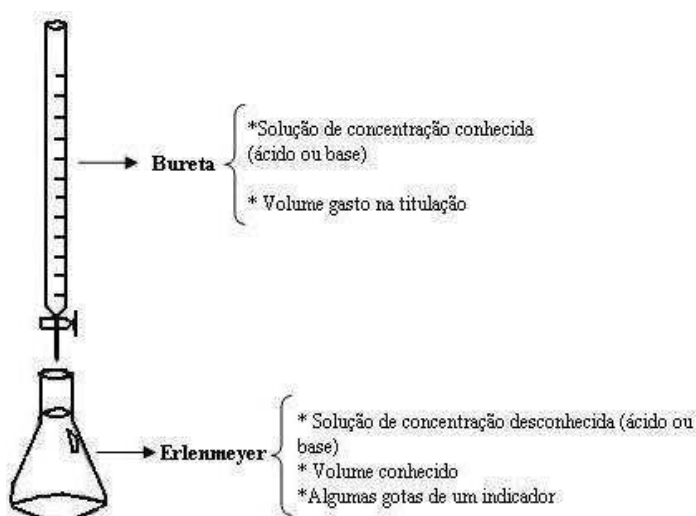 *Solução de concentração conhecida
(ácido ou base)
Bureta
* Volume gasto na titulação
* Solução de concentração desconhecida (ácido ou
base)
Erlenmeyer
* Volume conhecido
*Algumas gotas de um indicador